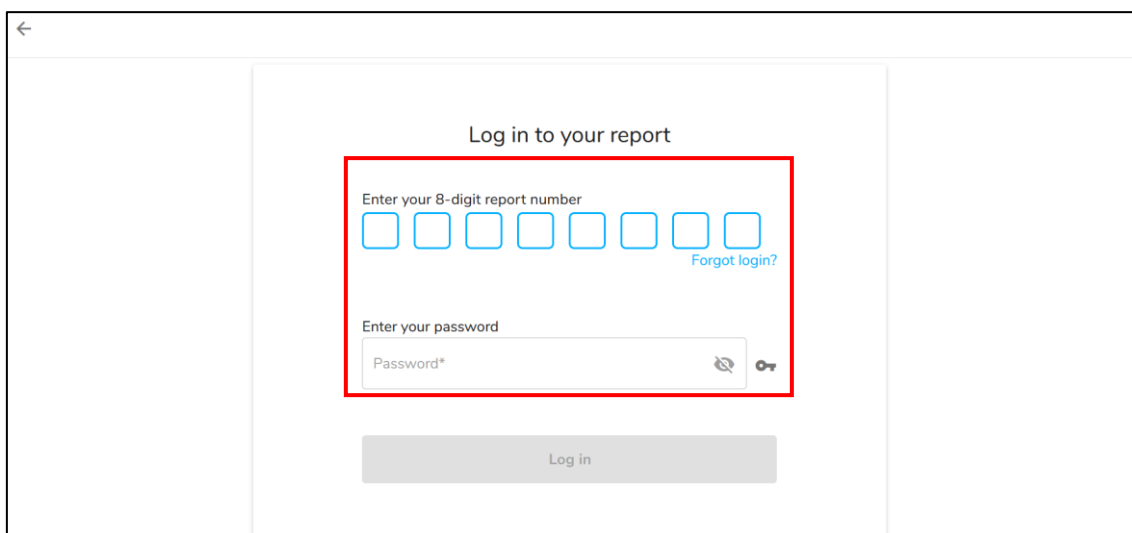 Log in to your report
Enter your 8-digit report number
Forgot login?
Enter your password
Password*
Log in